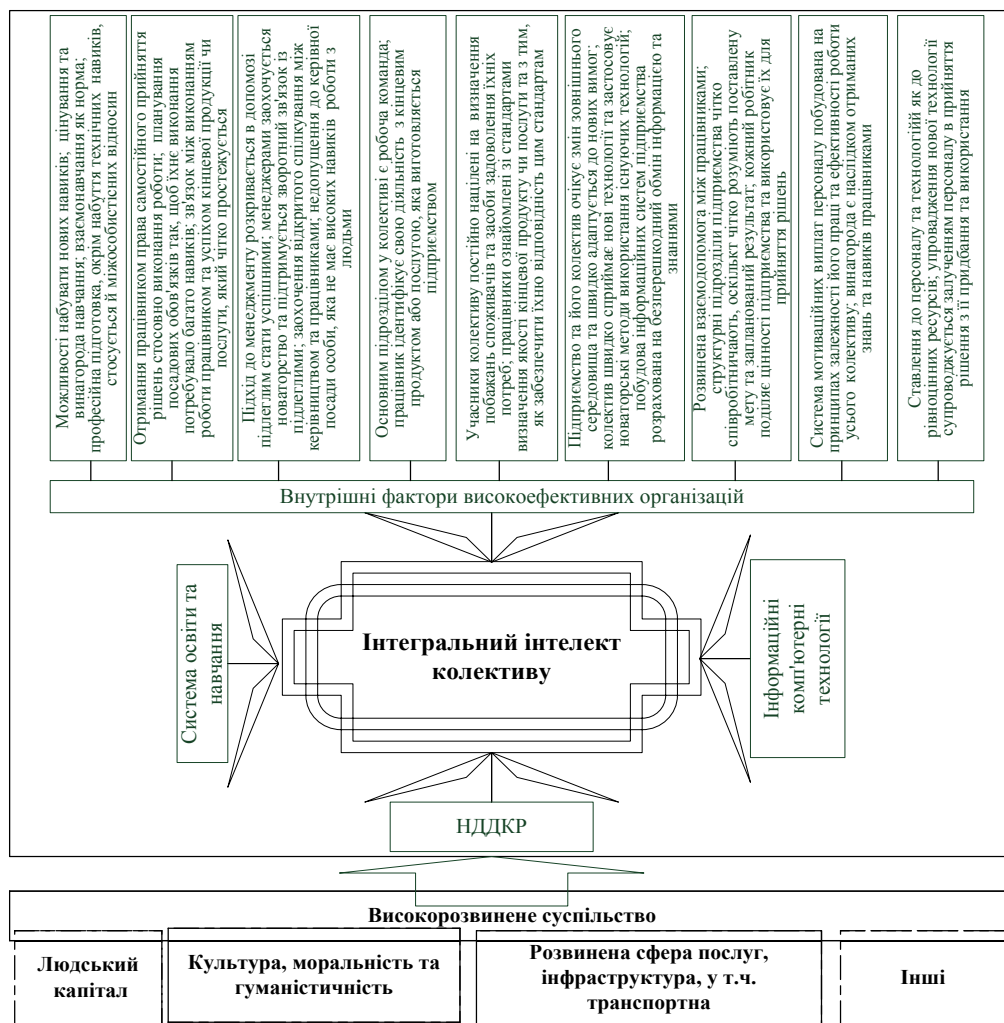 Можливості набувати нових навиків; цінування та
винагорода навчання; взаємонавчання як норма;
професійна підготовка, окрім набуття технічних навиків,
стосується й міжособистісних відносин
Отримання працівником права самостійного прийняття
рішень стосовно виконання роботи; планування
посадових обов'язків так, щоб їхнє виконання
потребувало багато навиків; зв'язок між виконанням
роботи працівником та успіхом кінцевої продукції чи
послуги, який чітко простежується
Підхід до менеджменту розкривається в допомозі
підлеглим стати успішними; менеджерами заохочується
новаторство та підтримується зворотний зв'язок із
підлеглими; заохочення відкритого спілкування між
керівництвом та працівниками; недопущення до керівної
посади особи, яка не має високих навиків роботи з
людьми
Основним підрозділом у колективі є робоча команда;
працівник ідентифікує свою діяльність з кінцевим
продуктом або послугою, яка виготовляється
підприємством
Учасники колективу постійно націлені на визначення
побажань споживачів та засоби задоволення їхніх
потреб; працівники ознайомлені зі стандартами
визначення якості кінцевої продукту чи послуги та з тим,
як забезпечити їхню відповідність цим стандартам
Підприємство та його колектив очікує змін зовнішнього
середовища та швидко адаптується до нових вимог;
колектив швидко сприймає нові технології та застосовує
новаторські методи використання існуючих технологій;
побудова інформаційних систем підприємства
розрахована на безперешкодний обмін інформацією та
знаннями
Розвинена взаємодопомога між працівниками;
структурні підрозділи підприємства чітко
співробітничають, оскількт чітко розуміють поставлену
мету та запланований результат; кожний робітник
поділяє цінності підприємства та використовує їх для
прийняття рішень
Система мотиваційних виплат персоналу побудована на
принципах залежності його праці та ефективності роботи
усього колективу; винагорода є наслідком отриманих
знань та навиків працівниками
Ставлення до персоналу та технологій як до
рівноцінних ресурсів; упровадження нової технології
супроводжується залученням персоналу в прийняття
рішення з її придбання та використання
Внутрішні фактори високоефективних організацій
Система освіти та
навчання
Інтегральний інтелект
колективу
Інформаційні
комп'ютерні
технології
НДДКР
Високорозвинене суспільство
Людський
капітал
Культура, моральність та
гуманістичність
Розвинена сфера послуг,
інфраструктура, у т.ч.
транспортна
Інші